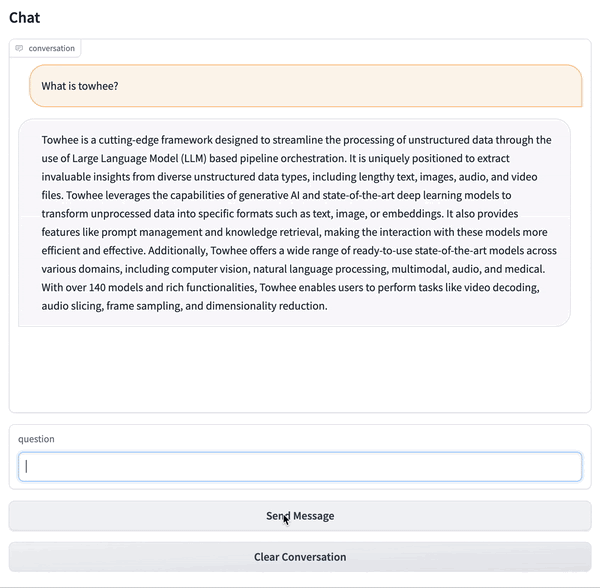 Chat
conversation
What is towhee?
Towhee is a cutting-edge framework designed to streamline the processing of unstructured data through the
use of Large Language Model (LLM) based pipeline orchestration. It is uniquely positioned to extract
invaluable insights from diverse unstructured data types, including lengthy text, images, audio, and video
files. Towhee leverages the capabilities of generative AI and state-of-the-art deep learning models to
transform unprocessed data into specific formats such as text, image, or embeddings. It also provides
features like prompt management and knowledge retrieval, making the interaction with these models more
efficient and effective. Additionally, Towhee offers a wide range of ready-to-use state-of-the-art models across
various domains, including computer vision, natural language processing, multimodal, audio, and medical.
With over 140 models and rich functionalities, Towhee enables users to perform tasks like video decoding,
audio slicing, frame sampling, and dimensionality reduction.
question
Send Message
Clear Conversation